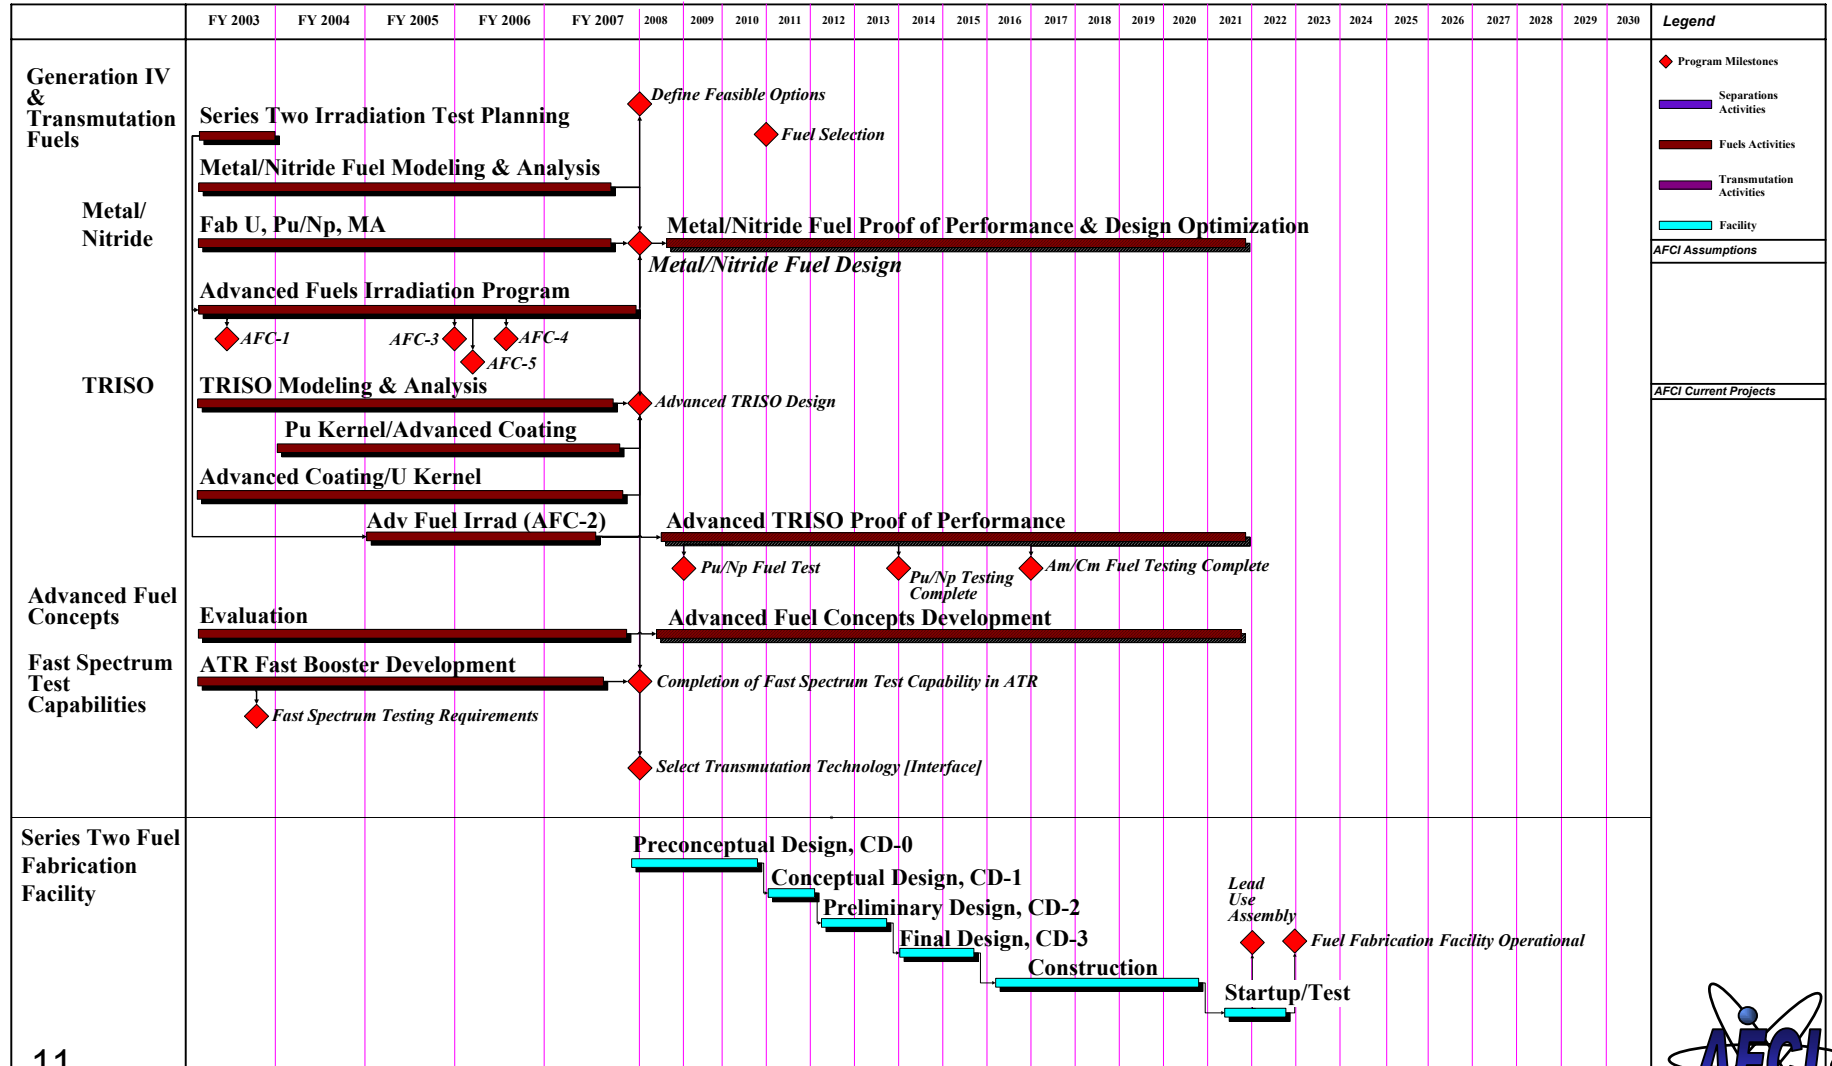 FY 2003 FY 2004 FY 2005 FY 2006 FY 2007 2008 2009 2010 2011 2012 2013 2014 2015 2016 2017 2018 2019 2020 2021 2022 2023 2024 2025 2026 2027 2028 2029 2030
Legend
Program Milestones
Separations
Activities
Fuels Activities
Transmutation
Activities
Facility
AFCI Assumptions
AFCI Current Projects
Generation IV
&
Transmutation
Fuels
Define Feasible Options
Series Two Irradiation Test Planning
Fuel Selection
Metal/Nitride Fuel Modeling & Analysis
Metal/
Nitride
Fab U, Pu/Np, MA
Metal/Nitride Fuel Proof of Performance & Design Optimization
Metal/Nitride Fuel Design
Advanced Fuels Irradiation Program
AFC-1
AFC-3
AFC-4
AFC-5
TRISO
TRISO Modeling & Analysis
Advanced TRISO Design
Pu Kernel/Advanced Coating
Advanced Coating/U Kernel
Adv Fuel Irrad (AFC-2)
Advanced TRISO Proof of Performance
Pu/Np Fuel Test
Pu/Np Testing
Complete
Am/Cm Fuel Testing Complete
Advanced Fuel
Concepts
Evaluation
Advanced Fuel Concepts Development
Fast Spectrum
Test
Capabilities
ATR Fast Booster Development
Completion of Fast Spectrum Test Capability in ATR
Fast Spectrum Testing Requirements
Select Transmutation Technology [Interface]
Series Two Fuel
Fabrication
Facility
Preconceptual Design, CD-0
Conceptual Design, CD-1
Preliminary Design, CD-2
Final Design, CD-3
Construction
Startup/Test
Lead
Use
Assembly
Fuel Fabrication Facility Operational
11
AFCI